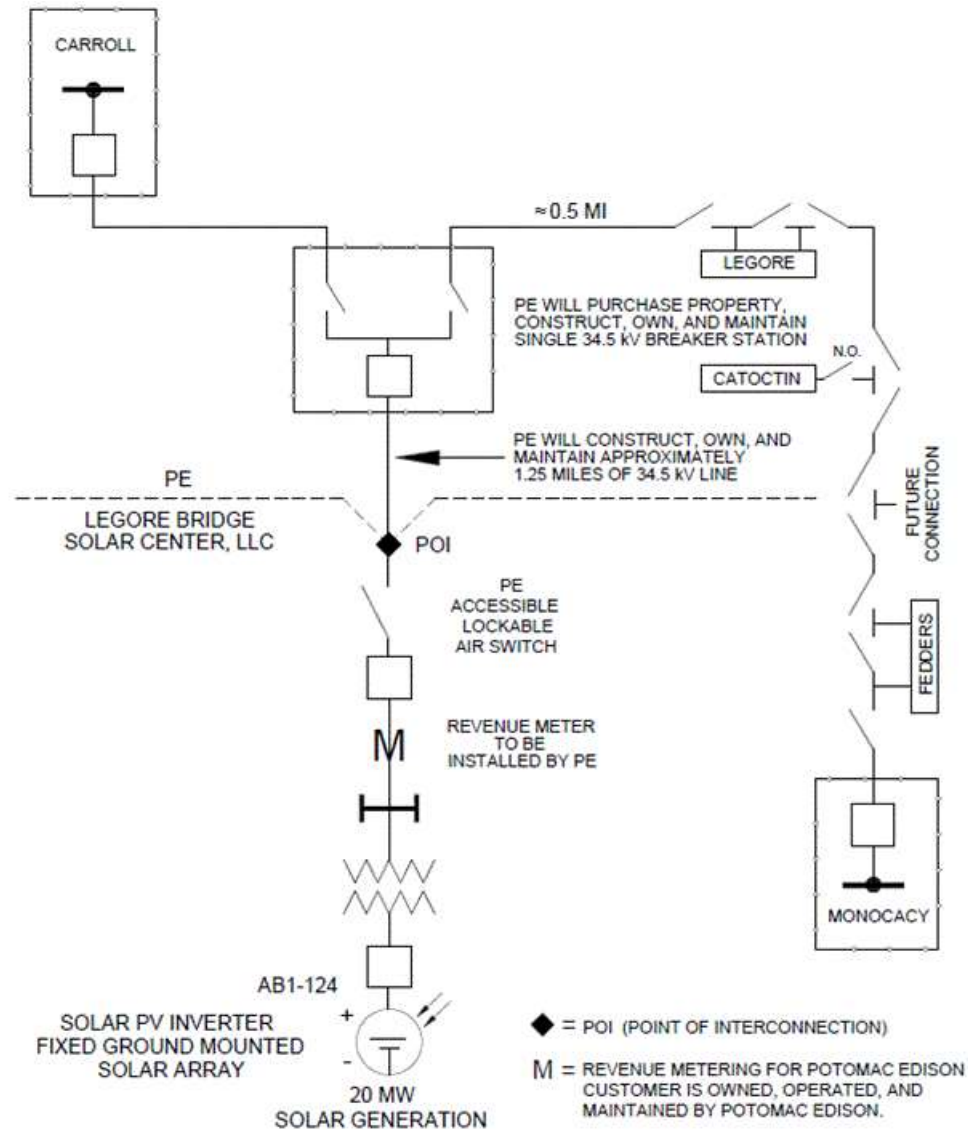 CARROLL
≈0.5 MI
LEGORE
PE WILL PURCHASE PROPERTY,
CONSTRUCT, OWN, AND MAINTAIN
SINGLE 34.5 kV BREAKER STATION
N.O.
CATOCTIN
PE WILL CONSTRUCT, OWN, AND
MAINTAIN APPROXIMATELY
1.25 MILES OF 34.5 kV LINE
PE
LEGORE BRIDGE
SOLAR CENTER, LLC
POI
FUTURE
CONNECTION
PE
ACCESSIBLE
LOCKABLE
AIR SWITCH
FEDDERS
M
REVENUE METER
TO BE
INSTALLED BY PE
MONOCACY
AB1-124
SOLAR PV INVERTER
FIXED GROUND MOUNTED
SOLAR ARRAY
+
-
20 MW
SOLAR GENERATION
◆ = POI (POINT OF INTERCONNECTION)
M = REVENUE METERING FOR POTOMAC EDISON
CUSTOMER IS OWNED, OPERATED, AND
MAINTAINED BY POTOMAC EDISON.